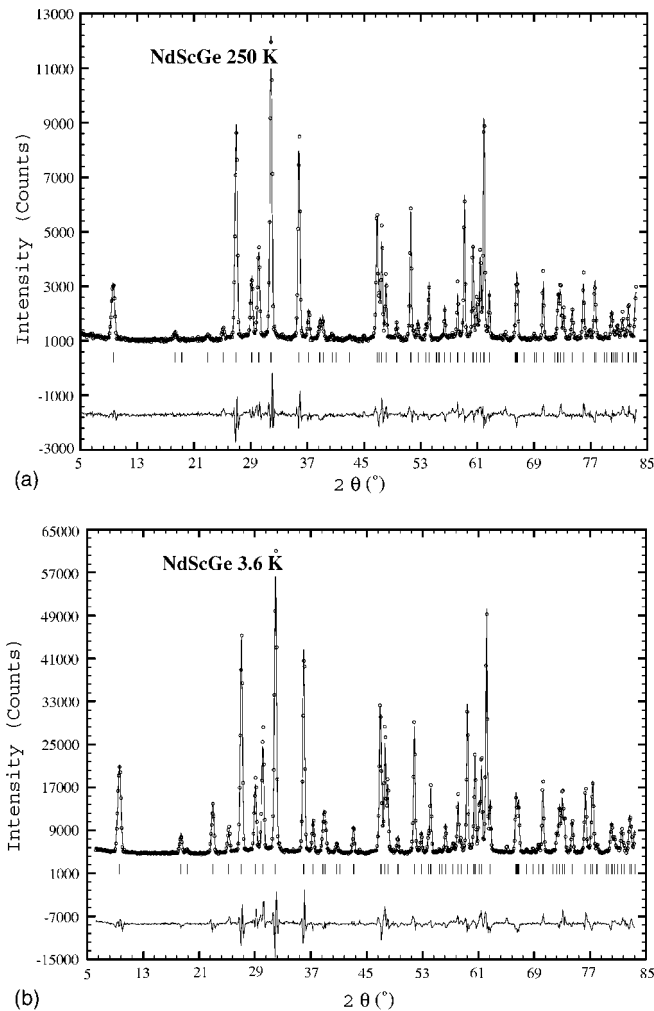 13000
NdScGe 250 K
11000
9000
7000
5000
3000
1000
-1000
-3000
Intensity (Counts)
5 13 21 29 37 45 53 61 69 77 85
(a)
2 θ (°)
65000
NdScGe 3.6 K
57000
49000
41000
33000
25000
17000
9000
1000
-7000
-15000
Intensity (Counts)
5 13 21 29 37 45 53 61 69 77 85
(b)
2 θ (°)